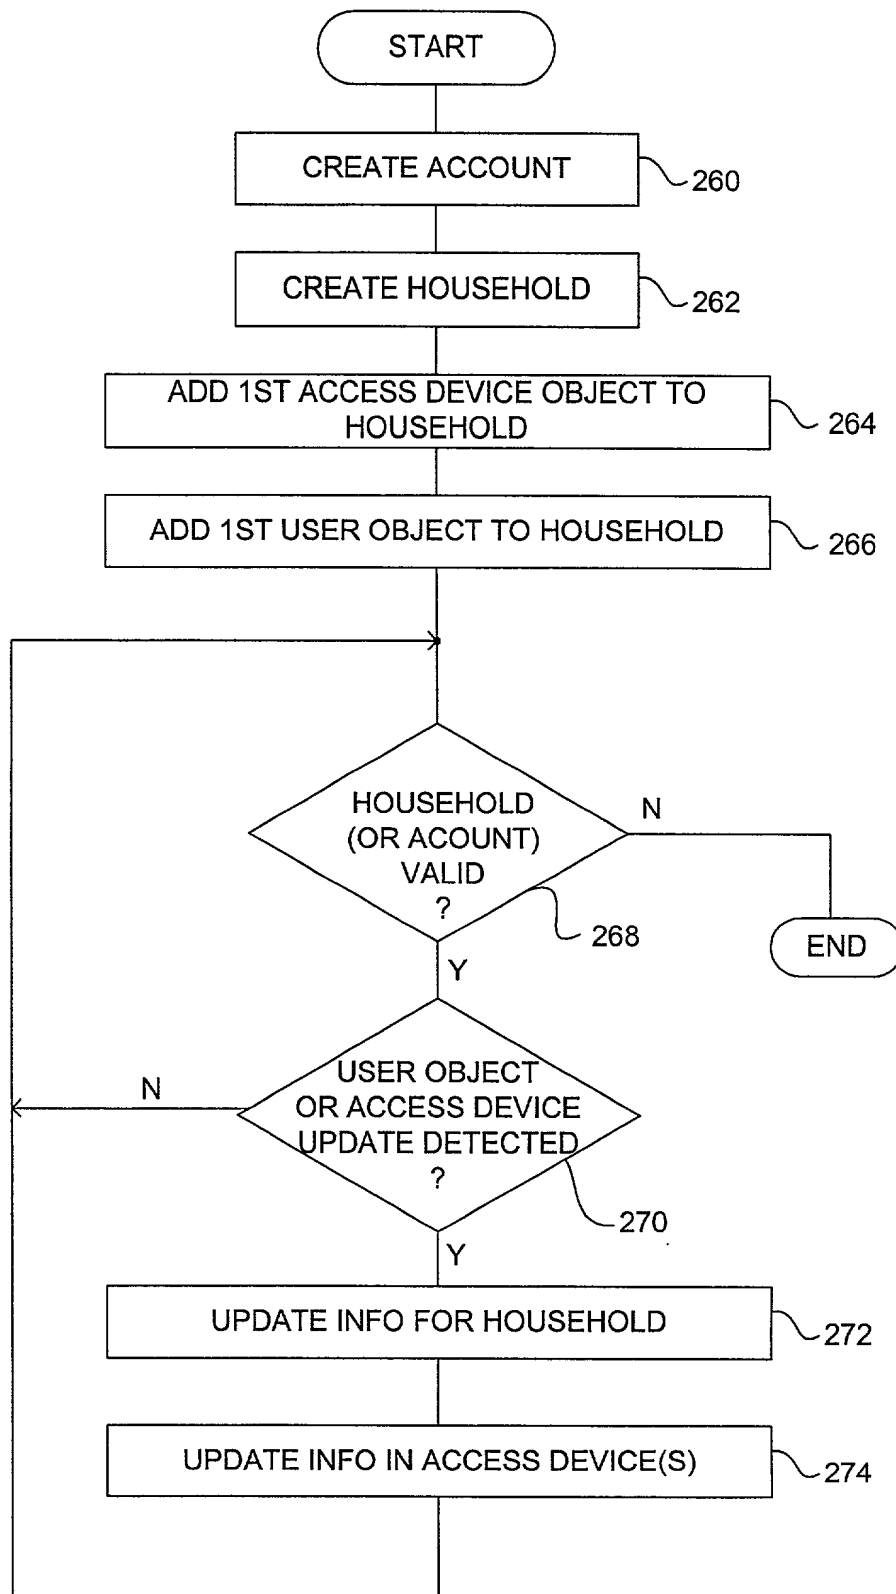 START
CREATE ACCOUNT
260
CREATE HOUSEHOLD
262
ADD 1ST ACCESS DEVICE OBJECT TO
HOUSEHOLD
264
ADD 1ST USER OBJECT TO HOUSEHOLD
266
HOUSEHOLD
(OR ACOUNT)
VALID
?
N
268
END
Y
USER OBJECT
OR ACCESS DEVICE
UPDATE DETECTED
?
N
270
Y
UPDATE INFO FOR HOUSEHOLD
272
UPDATE INFO IN ACCESS DEVICE(S)
274